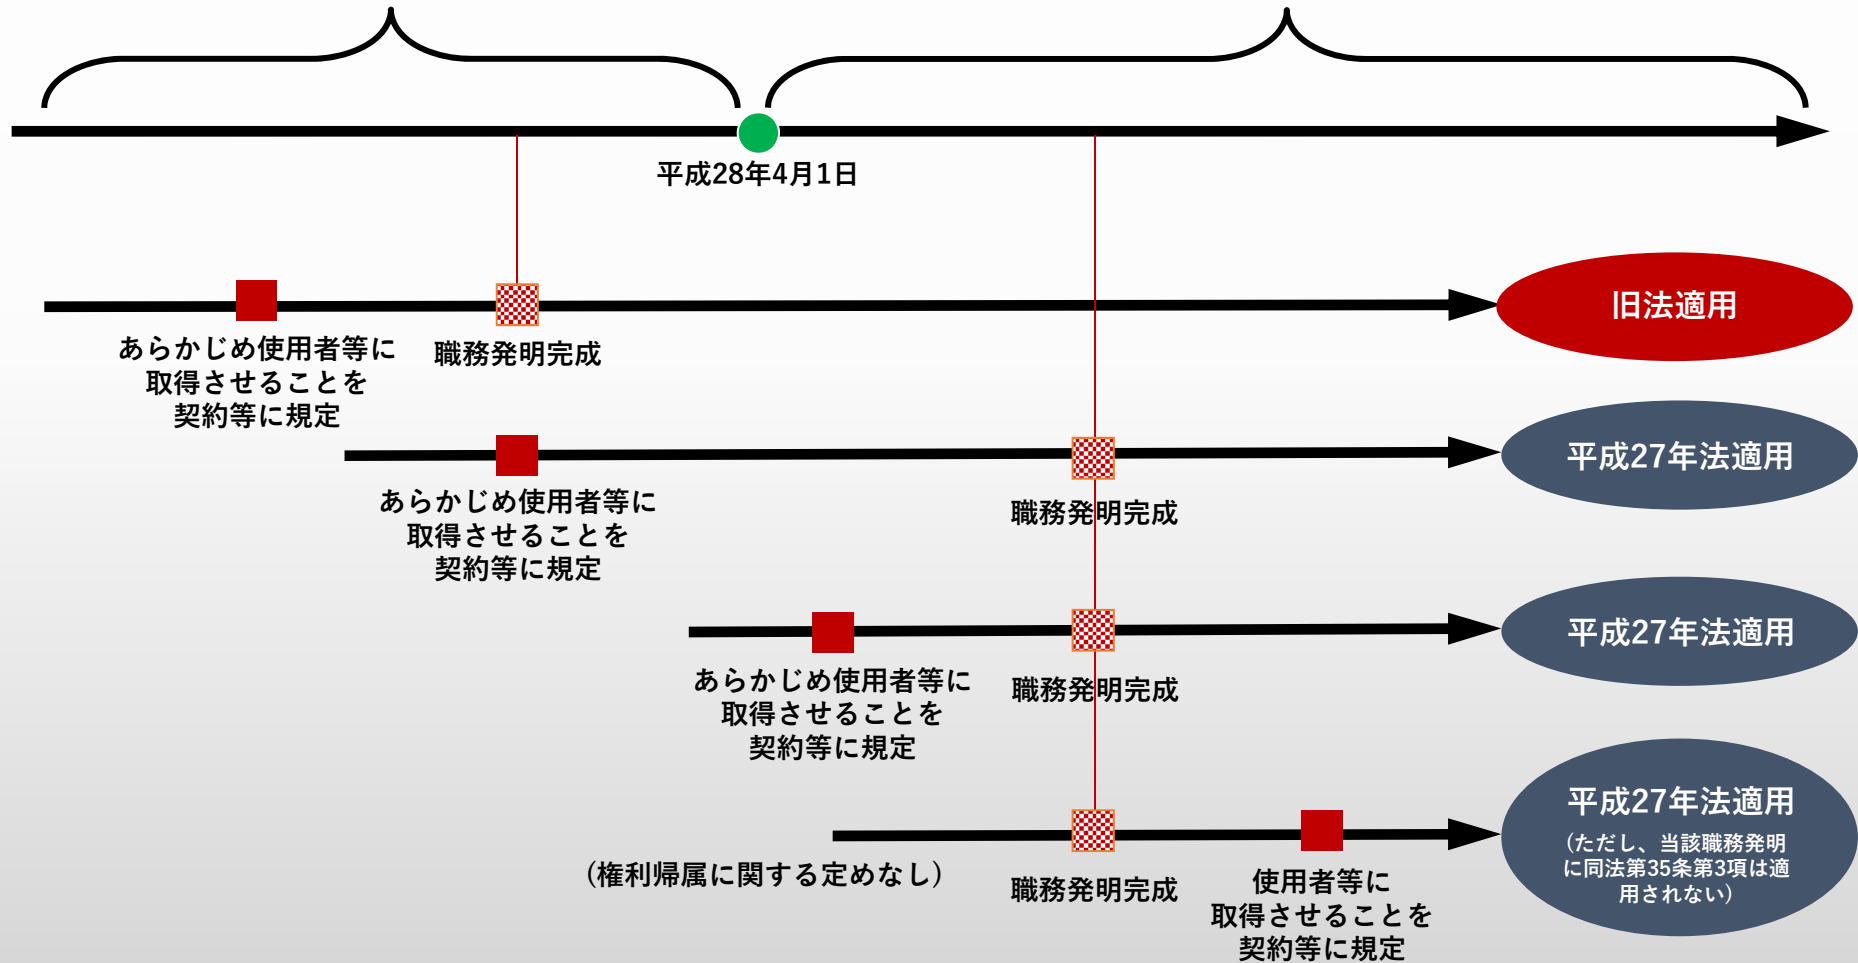 平成28年4月1日
旧法適用
あらかじめ使用者等に
取得させることを
契約等に規定
職務発明完成
平成27年法適用
あらかじめ使用者等に
取得させることを
契約等に規定
職務発明完成
平成27年法適用
あらかじめ使用者等に
取得させることを
契約等に規定
職務発明完成
平成27年法適用
(ただし、当該職務発明
に同法第35条第3項は適
用されない)
(権利帰属に関する定めなし)
職務発明完成
使用者等に
取得させることを
契約等に規定